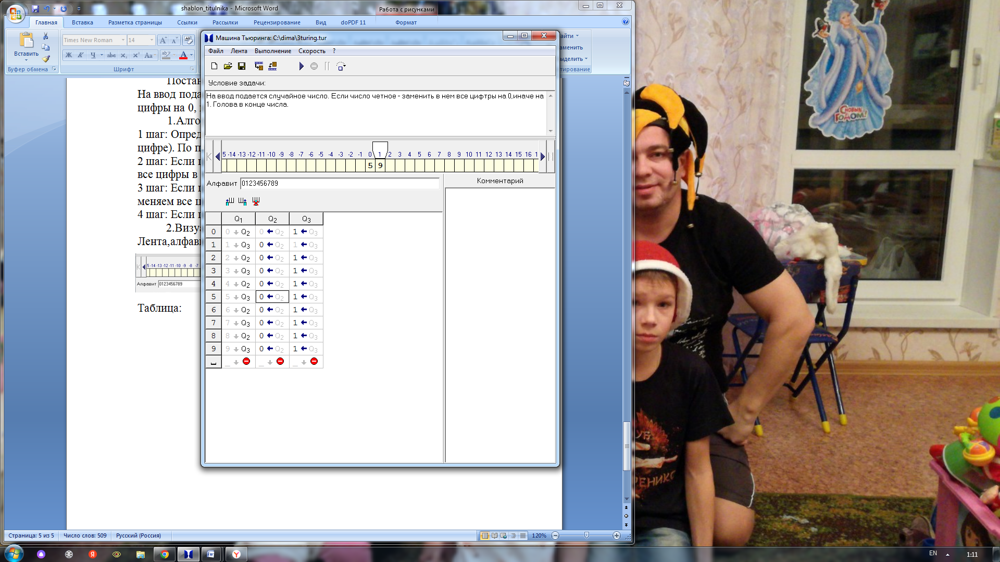 shablon_titulnika - Microsoft Word
Работа с рисунками
Главная Вставка Разметка страницы Ссылки Рассылки Рецензирование Вид doPDF 11 Формат
Вставить
Буфер обмена
Times New Roman 14
Ж К Ч abc x₂ x² Aa ab A
Шрифт
На ввод пода
цифры на 0,
1.Алго
1 шаг: Опред
цифре). По п
2 шаг: Если
все цифры в
3 шаг: Если
меняем все ц
4 шаг: Если
2.Визуа
Лента,алфав
5 -14 -13 -12 -11 -10 -9 -8 -7
Алфавит 0123456789
Таблица:
Машина Тьюринга: C:\dima\3turing.tur
Файл Лента Выполнение Скорость ?
Условие задачи:
На ввод подается случайное число. Если число четное - заменить в нем все цифтры на 0,иначе на
1. Голова в конце числа.
5 -14 -13 -12 -11 -10 -9 -8 -7 -6 -5 -4 -3 -2 -1 0 1 2 3 4 5 6 7 8 9 10 11 12 13 14 15 16 1
5 9
Алфавит 0123456789
Комментарий
Q1 Q2 Q3
0 0 Q2 0 Q2 1 Q3
1 1 Q3 0 Q2 1 Q3
2 2 Q2 0 Q2 1 Q3
3 3 Q3 0 Q2 1 Q3
4 4 Q2 0 Q2 1 Q3
5 5 Q3 0 Q2 1 Q3
6 6 Q2 0 Q2 1 Q3
7 7 Q3 0 Q2 1 Q3
8 8 Q2 0 Q2 1 Q3
9 9 Q3 0 Q2 1 Q3
_ _ _
Страница: 5 из 5 Число слов: 509 Русский (Россия) 120%
С НОВЫМ ГОДОМ!
EN 1:11